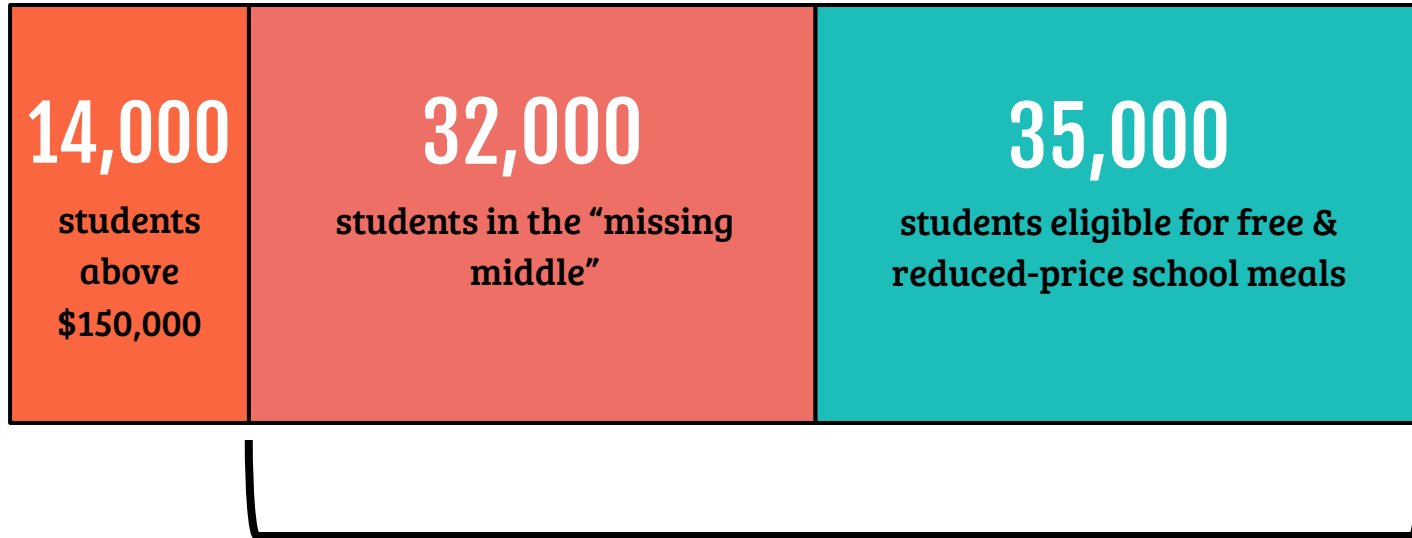 14,000
students
above
$150,000
32,000
students in the “missing
middle”
35,000
students eligible for free &
reduced-price school meals